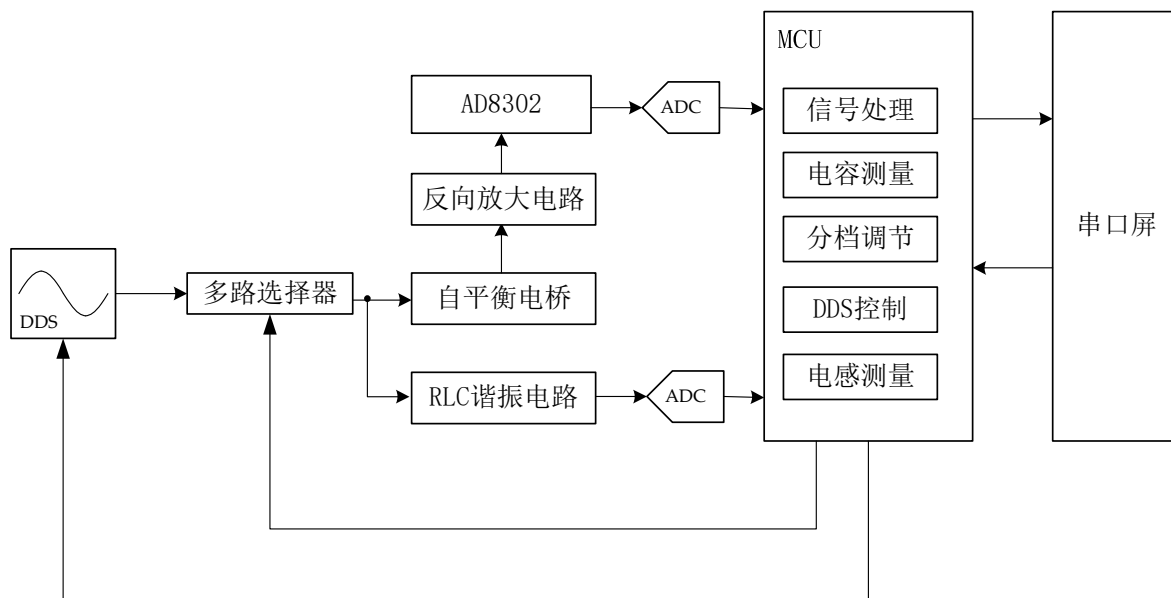 MCU
AD8302
ADC
信号处理
反向放大电路
电容测量
分档调节
串口屏
DDS
多路选择器
自平衡电桥
DDS控制
RLC谐振电路
ADC
电感测量